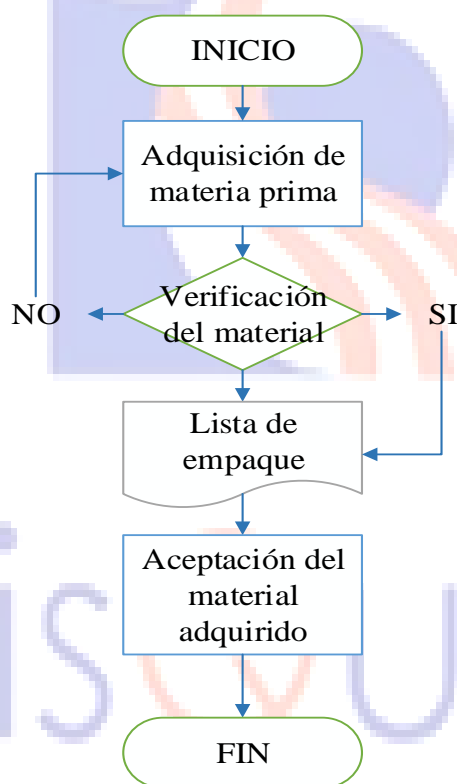 INICIO
Adquisición de
materia prima
Verificación
del material
NO
SI
Lista de
empaque
Aceptación del
material
adquirido
FIN